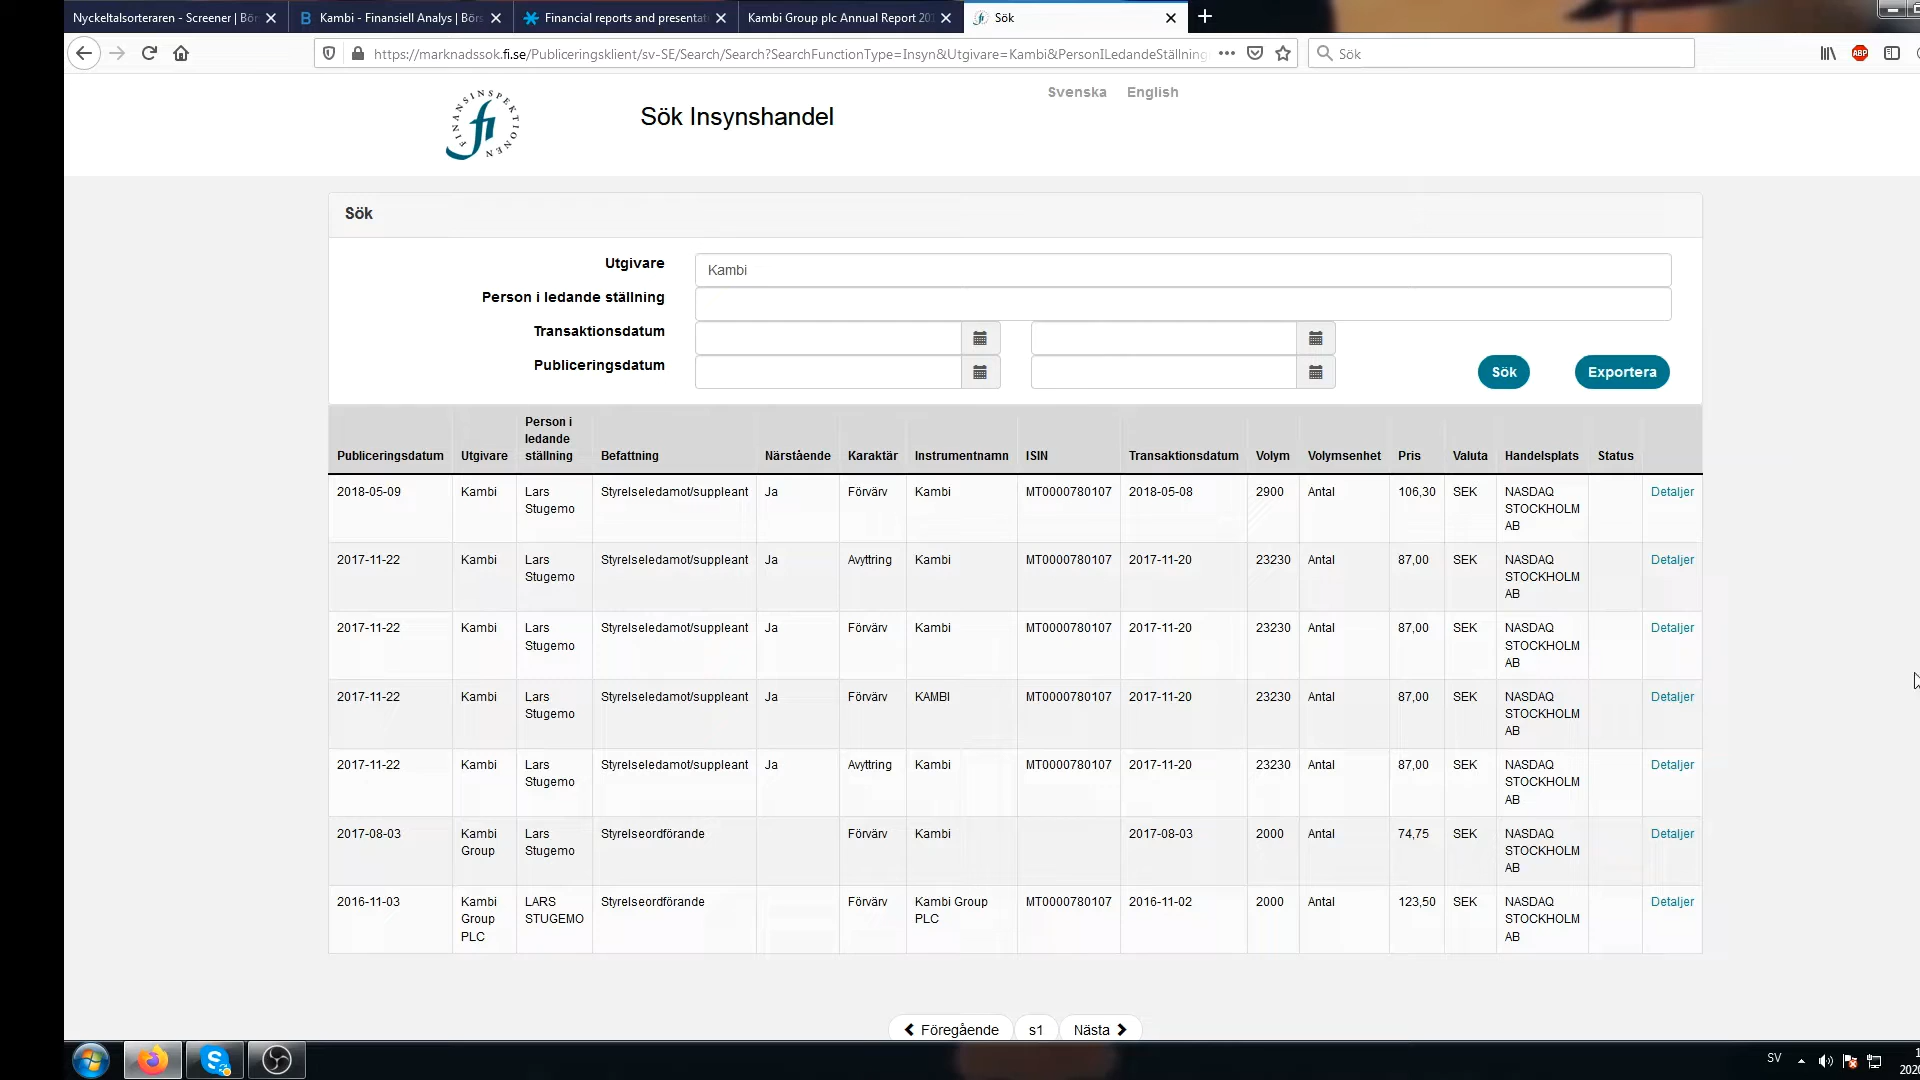 Nyckeltalsorteraren - Screener | Bör
Kambi - Finansiell Analys | Börs
Financial reports and presentat
Kambi Group plc Annual Report 201
Sök
https://marknadssok.fi.se/Publiceringsklient/sv-SE/Search/Search?SearchFunctionType=Insyn&Utgivare=Kambi&PersonILedandeStällning
Sök
ABP
FINANSINSPEKTIONEN
fi
Sök Insynshandel
Svenska English
Sök
Utgivare Kambi
Person i ledande ställning
Transaktionsdatum
Publiceringsdatum
Sök Exportera
Publiceringsdatum Utgivare Person i ledande ställning Befattning Närstående Karaktär Instrumentnamn ISIN Transaktionsdatum Volym Volymsenhet Pris Valuta Handelsplats Status
2018-05-09 Kambi Lars Stugemo Styrelseledamot/suppleant Ja Förvärv Kambi MT0000780107 2018-05-08 2900 Antal 106,30 SEK NASDAQ STOCKHOLM AB Detaljer
2017-11-22 Kambi Lars Stugemo Styrelseledamot/suppleant Ja Avyttring Kambi MT0000780107 2017-11-20 23230 Antal 87,00 SEK NASDAQ STOCKHOLM AB Detaljer
2017-11-22 Kambi Lars Stugemo Styrelseledamot/suppleant Ja Förvärv Kambi MT0000780107 2017-11-20 23230 Antal 87,00 SEK NASDAQ STOCKHOLM AB Detaljer
2017-11-22 Kambi Lars Stugemo Styrelseledamot/suppleant Ja Förvärv KAMBI MT0000780107 2017-11-20 23230 Antal 87,00 SEK NASDAQ STOCKHOLM AB Detaljer
2017-11-22 Kambi Lars Stugemo Styrelseledamot/suppleant Ja Avyttring Kambi MT0000780107 2017-11-20 23230 Antal 87,00 SEK NASDAQ STOCKHOLM AB Detaljer
2017-08-03 Kambi Group Lars Stugemo Styrelseordförande Förvärv Kambi 2017-08-03 2000 Antal 74,75 SEK NASDAQ STOCKHOLM AB Detaljer
2016-11-03 Kambi Group PLC LARS STUGEMO Styrelseordförande Förvärv Kambi Group PLC MT0000780107 2016-11-02 2000 Antal 123,50 SEK NASDAQ STOCKHOLM AB Detaljer
Föregående s1 Nästa
SV